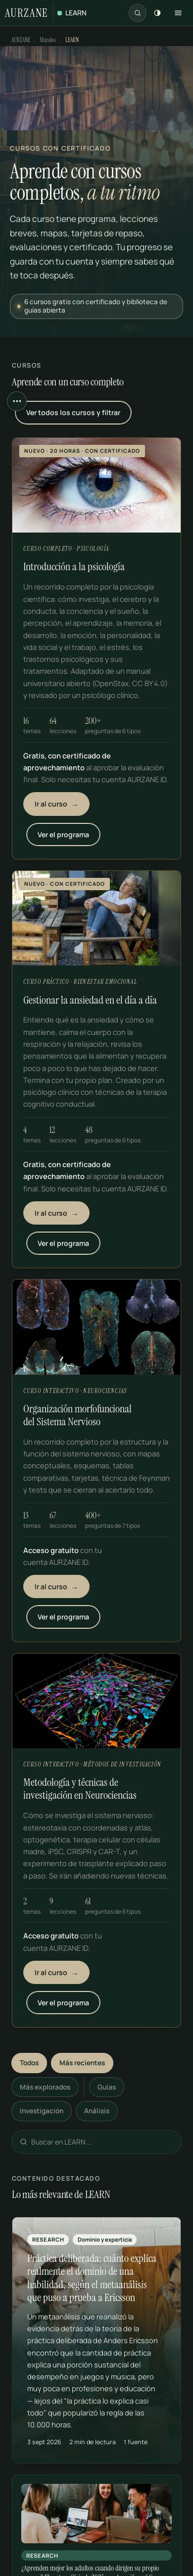 AURZANE LEARN
AURZANE Mundos LEARN
CURSOS CON CERTIFICADO
Aprende con cursos
completos, a tu ritmo
Cada curso tiene programa, lecciones
breves, mapas, tarjetas de repaso,
evaluaciones y certificado. Tu progreso se
guarda con tu cuenta y siempre sabes qué
te toca después.
6 cursos gratis con certificado y biblioteca de
guías abierta
CURSOS
Aprende con un curso completo
Ver todos los cursos y filtrar
NUEVO · 20 HORAS · CON CERTIFICADO
CURSO COMPLETO · PSICOLOGÍA
Introducción a la psicología
Un recorrido completo por la psicología
científica: cómo investiga, el cerebro y la
conducta, la conciencia y el sueño, la
percepción, el aprendizaje, la memoria, el
desarrollo, la emoción, la personalidad, la
vida social y el trabajo, el estrés, los
trastornos psicológicos y sus
tratamientos. Adaptado de un manual
universitario abierto (OpenStax, CC BY 4.0)
y revisado por un psicólogo clínico.
16 64 200+
temas lecciones preguntas de 6 tipos
Gratis, con certificado de
aprovechamiento al aprobar la evaluación
final. Solo necesitas tu cuenta AURZANE ID.
Ir al curso →
Ver el programa
NUEVO · CON CERTIFICADO
CURSO PRÁCTICO · BIENESTAR EMOCIONAL
Gestionar la ansiedad en el día a día
Entiende qué es la ansiedad y cómo se
mantiene, calma el cuerpo con la
respiración y la relajación, revisa los
pensamientos que la alimentan y recupera
poco a poco lo que has dejado de hacer.
Termina con tu propio plan. Creado por un
psicólogo clínico con técnicas de la terapia
cognitivo conductual.
4 12 48
temas lecciones preguntas de 6 tipos
Gratis, con certificado de
aprovechamiento al aprobar la evaluación
final. Solo necesitas tu cuenta AURZANE ID.
Ir al curso →
Ver el programa
CURSO INTERACTIVO · NEUROCIENCIAS
Organización morfofuncional
del Sistema Nervioso
Un recorrido completo por la estructura y la
función del sistema nervioso, con mapas
conceptuales, esquemas, tablas
comparativas, tarjetas, técnica de Feynman
y tests que se cierran al acertarlo todo.
13 67 400+
temas lecciones preguntas de 7 tipos
Acceso gratuito con tu
cuenta AURZANE ID.
Ir al curso →
Ver el programa
CURSO INTERACTIVO · MÉTODOS DE INVESTIGACIÓN
Metodología y técnicas de
investigación en Neurociencias
Cómo se investiga el sistema nervioso:
estereotaxia con coordenadas y atlas,
optogenética, terapia celular con células
madre, iPSC, CRISPR y CAR-T, y un
experimento de trasplante explicado paso
a paso. Se irán añadiendo nuevas técnicas.
2 9 61
temas lecciones preguntas de 6 tipos
Acceso gratuito con tu
cuenta AURZANE ID.
Ir al curso →
Ver el programa
Todos Más recientes
Más explorados Guías
Investigación Análisis
Buscar en LEARN...
CONTENIDO DESTACADO
Lo más relevante de LEARN
RESEARCH Dominio y experticia
Práctica deliberada: cuánto explica
realmente el dominio de una
habilidad, según el metaanálisis
que puso a prueba a Ericsson
Un metaanálisis que reanalizó la
evidencia detrás de la teoría de la
práctica deliberada de Anders Ericsson
encontró que la cantidad de práctica
explica una porción sustancial del
desempeño en juegos y música, pero
muy poca en profesiones y educación
— lejos del "la práctica lo explica casi
todo" que popularizó la regla de las
10.000 horas.
3 sept 2026 2 min de lectura 1 fuente
RESEARCH
¿Aprenden mejor los adultos cuando dirigen su propio